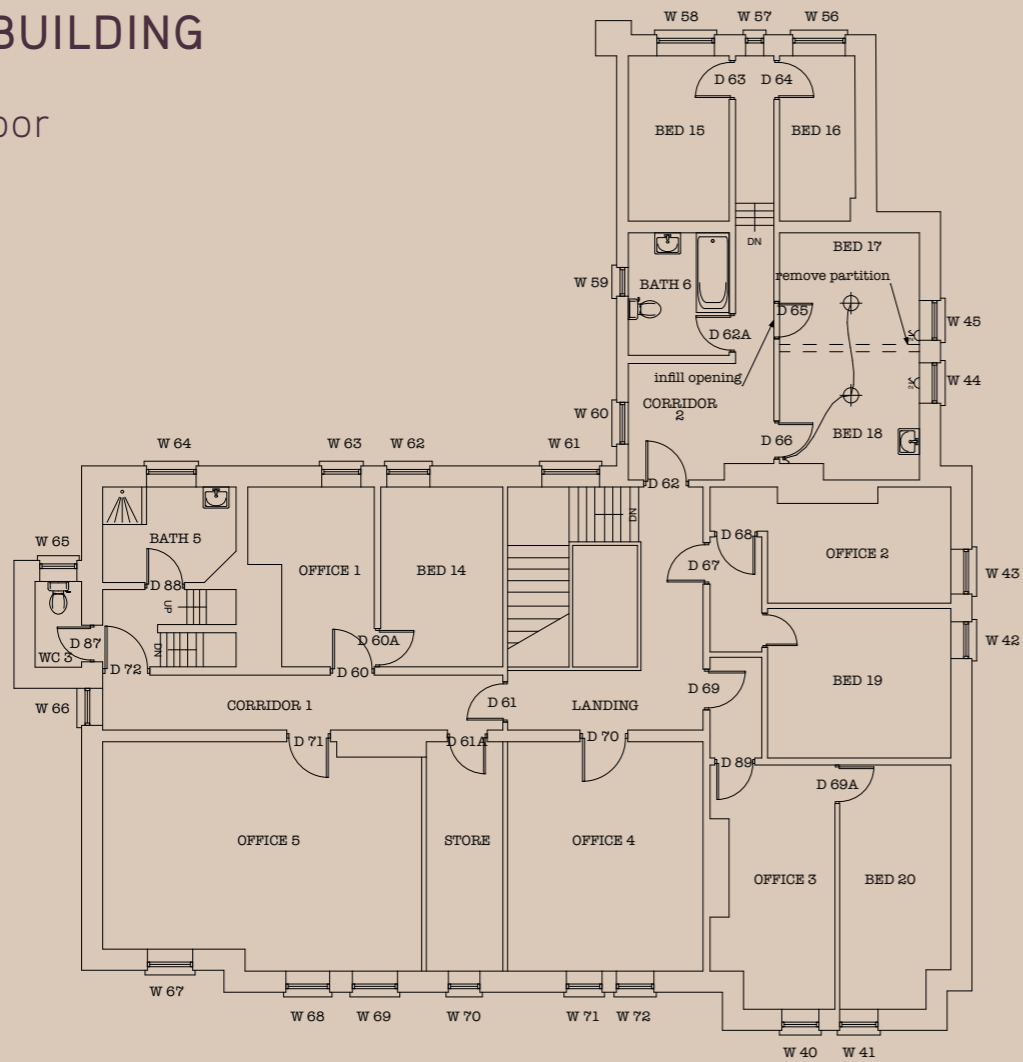 BUILDING
oor
W 58
W 57
W 56
D 63
D 64
BED 15
BED 16
DN
BED 17
remove partition
W 59
BATH 6
D 65
W 45
D 62A
infill opening
W 44
CORRIDOR
2
W 60
D 66
BED 18
W 64
W 63
W 62
W 61
D 62
DN
BATH 5
W 65
D 68
OFFICE 2
OFFICE 1
BED 14
D 67
W 43
D 88
UP
D 87
D 60A
W 42
DN
WC 3
D 72
D 60
BED 19
D 69
W 66
CORRIDOR 1
D 61
LANDING
D 71
D 61A
D 70
D 89
D 69A
OFFICE 5
STORE
OFFICE 4
OFFICE 3
BED 20
W 67
W 68
W 69
W 70
W 71
W 72
W 40
W 41